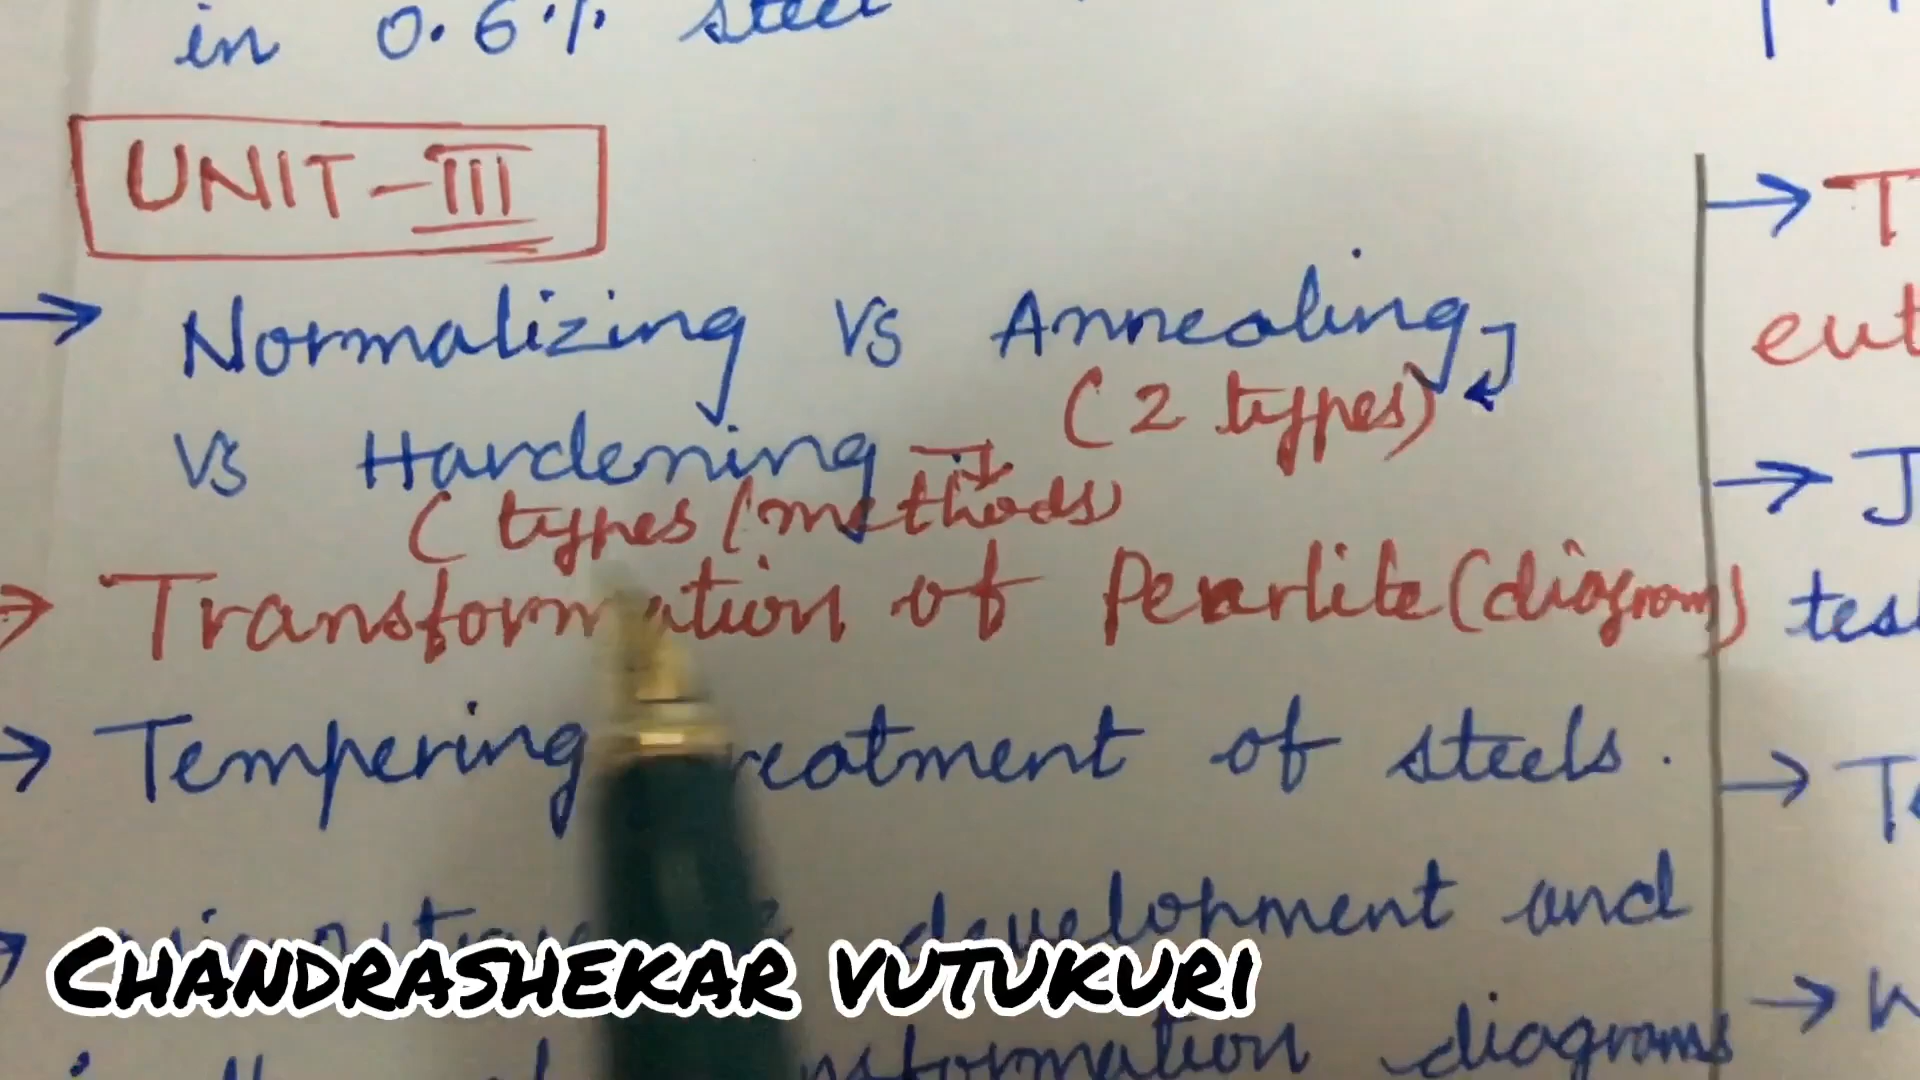 in 0.6% steel
UNIT-III
→ Normalizing vs Annealing
(2 types)
vs Hardening →
(types/methods)
→ Transformation of Pearlite (diagram)
→ Tempering treatment of steels.
development and
diagrams
→ T
eut
→ J
tes
→ T
→
CHANDRASHEKAR VUTUKURI